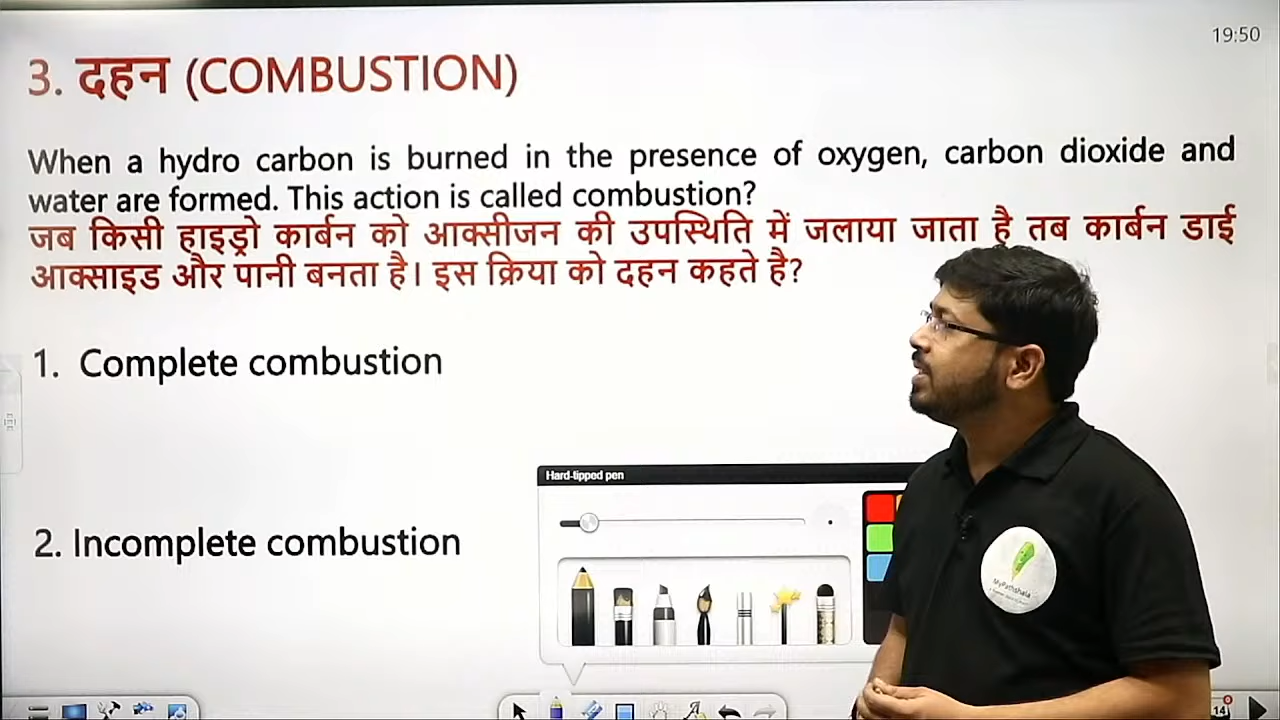 19:50
3. दहन (COMBUSTION)
When a hydro carbon is burned in the presence of oxygen, carbon dioxide and
water are formed. This action is called combustion?
जब किसी हाइड्रो कार्बन को आक्सीजन की उपस्थिति में जलाया जाता है तब कार्बन डाई
आक्साइड और पानी बनता है। इस क्रिया को दहन कहते है?
1. Complete combustion
Hard-tipped pen
2. Incomplete combustion
MyPathshala
14